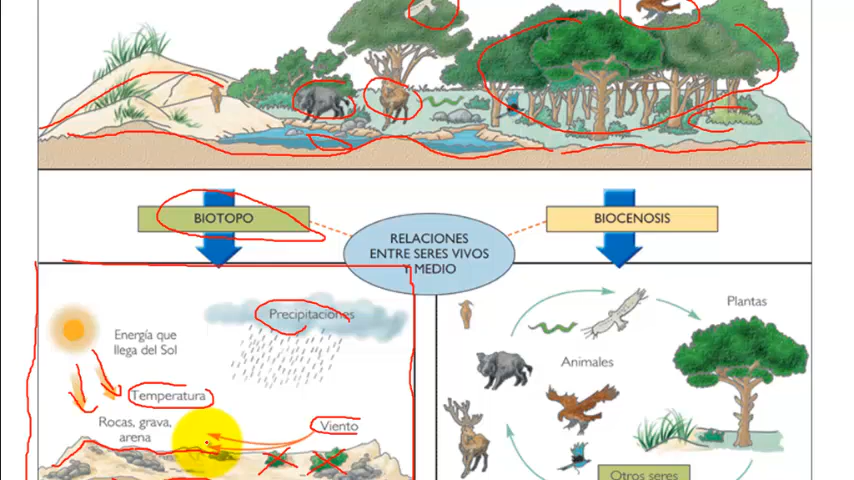 BIOTOPO
BIOCENOSIS
RELACIONES
ENTRE SERES VIVOS
Y MEDIO
Precipitaciones
Energía que
llega del Sol
Temperatura
Rocas, grava,
arena
Viento
Plantas
Animales
Otros seres